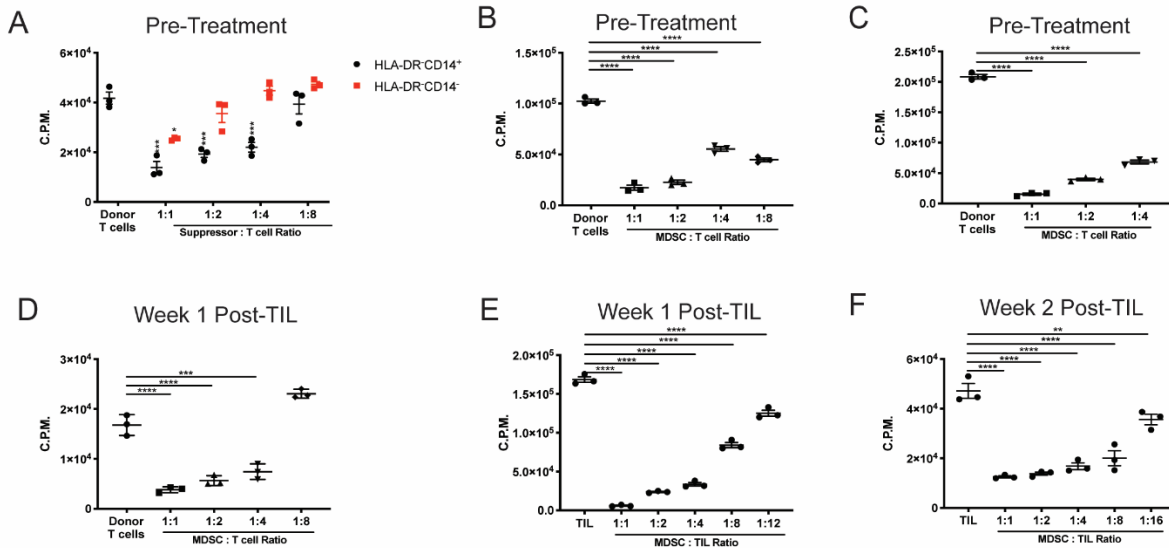 A
Pre-Treatment
6×10⁴
4×10⁴
2×10⁴
0
C.P.M.
HLA-DR⁻CD14⁺
HLA-DR⁻CD14⁻
***
*
***
***
Donor
T cells
1:1
1:2
1:4
1:8
Suppressor : T cell Ratio
B
Pre-Treatment
1.5×10⁵
1.0×10⁵
5.0×10⁴
0.0
C.P.M.
****
****
****
****
Donor
T cells
1:1
1:2
1:4
1:8
MDSC : T cell Ratio
C
Pre-Treatment
2.5×10⁵
2.0×10⁵
1.5×10⁵
1.0×10⁵
5.0×10⁴
0.0
C.P.M.
****
****
****
Donor
T cells
1:1
1:2
1:4
MDSC : T cell Ratio
D
Week 1 Post-TIL
3×10⁴
2×10⁴
1×10⁴
0
C.P.M.
***
****
****
Donor
T cells
1:1
1:2
1:4
1:8
MDSC : T cell Ratio
E
Week 1 Post-TIL
2.0×10⁵
1.5×10⁵
1.0×10⁵
5.0×10⁴
0.0
C.P.M.
****
****
****
****
****
TIL
1:1
1:2
1:4
1:8
1:12
MDSC : TIL Ratio
F
Week 2 Post-TIL
6×10⁴
4×10⁴
2×10⁴
0
C.P.M.
**
****
****
****
****
TIL
1:1
1:2
1:4
1:8
1:16
MDSC : TIL Ratio